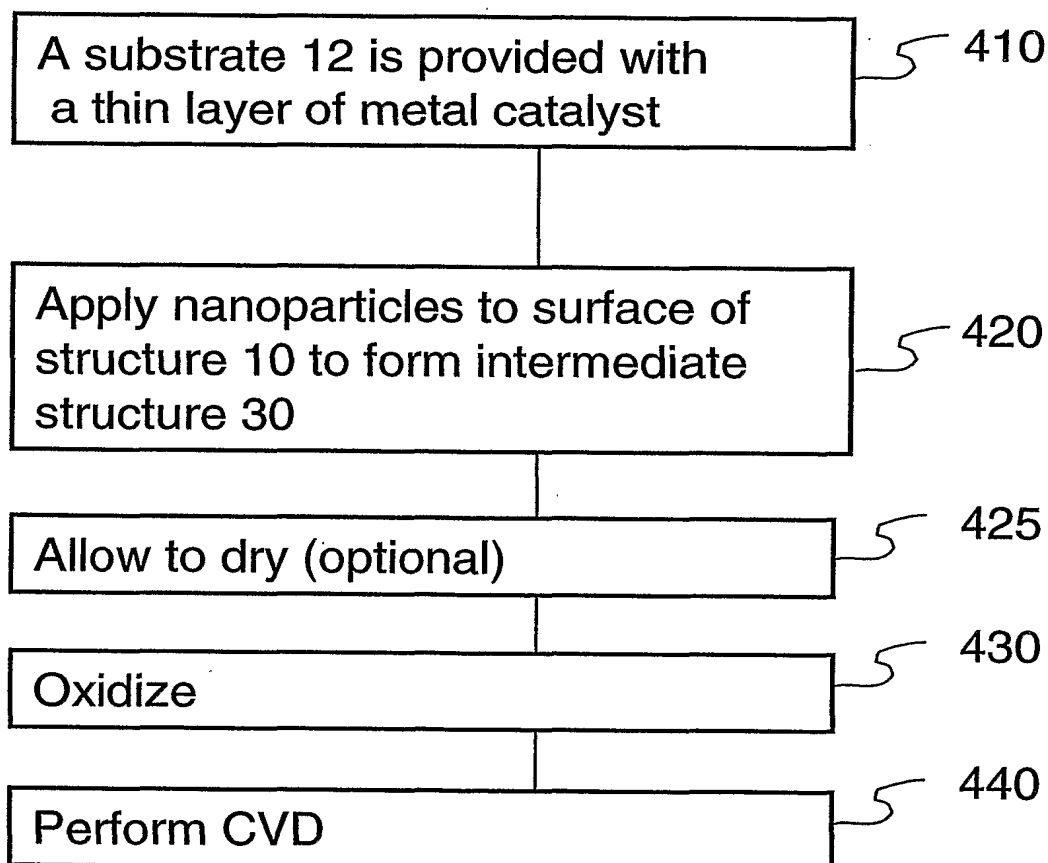 A substrate 12 is provided with
a thin layer of metal catalyst
410
Apply nanoparticles to surface of
structure 10 to form intermediate
structure 30
420
Allow to dry (optional)
425
Oxidize
430
Perform CVD
440